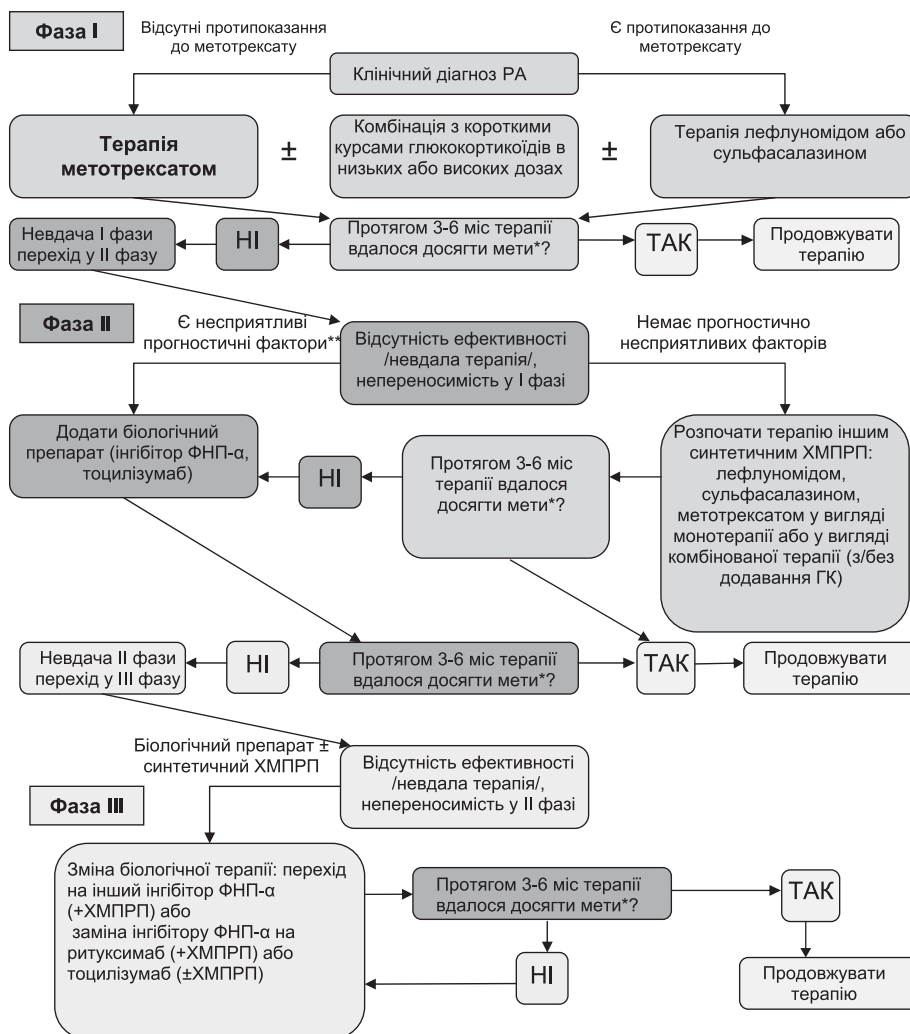 Фаза I
Відсутні протипоказання
до метотрексату
Є протипоказання до
метотрексату
Клінічний діагноз РА
Терапія
метотрексатом
±
Комбінація з короткими
курсами глюкокортикоїдів в
низьких або високих дозах
±
Терапія лефлуномідом або
сульфасалазином
Невдача I фази
перехід у II фазу
НІ
Протягом 3-6 міс терапії
вдалося досягти мети*?
ТАК
Продовжувати
терапію
Фаза II
Є несприятливі
прогностичні фактори**
Відсутність ефективності
/невдала терапія/,
непереносимість у I фазі
Немає прогностично
несприятливих факторів
Додати біологічний
препарат (інгібітор ФНП-α,
тоцилізумаб)
НІ
Протягом 3-6 міс
терапії вдалося
досягти мети*?
Розпочати терапію іншим
синтетичним ХМПРП:
лефлуномідом,
сульфасалазином,
метотрексатом у вигляді
монотерапії або у вигляді
комбінованої терапії (з/без
додавання ГК)
Невдача II фази
перехід у III фазу
НІ
Протягом 3-6 міс терапії
вдалося досягти мети*?
ТАК
Продовжувати
терапію
Біологічний препарат ±
синтетичний ХМПРП
Відсутність ефективності
/невдала терапія/,
непереносимість у II фазі
Фаза III
Зміна біологічної терапії: перехід
на інший інгібітор ФНП-α
(+ХМПРП) або
заміна інгібітору ФНП-α на
ритуксимаб (+ХМПРП) або
тоцилізумаб (±ХМПРП)
Протягом 3-6 міс терапії
вдалося досягти мети*?
ТАК
НІ
Продовжувати
терапію